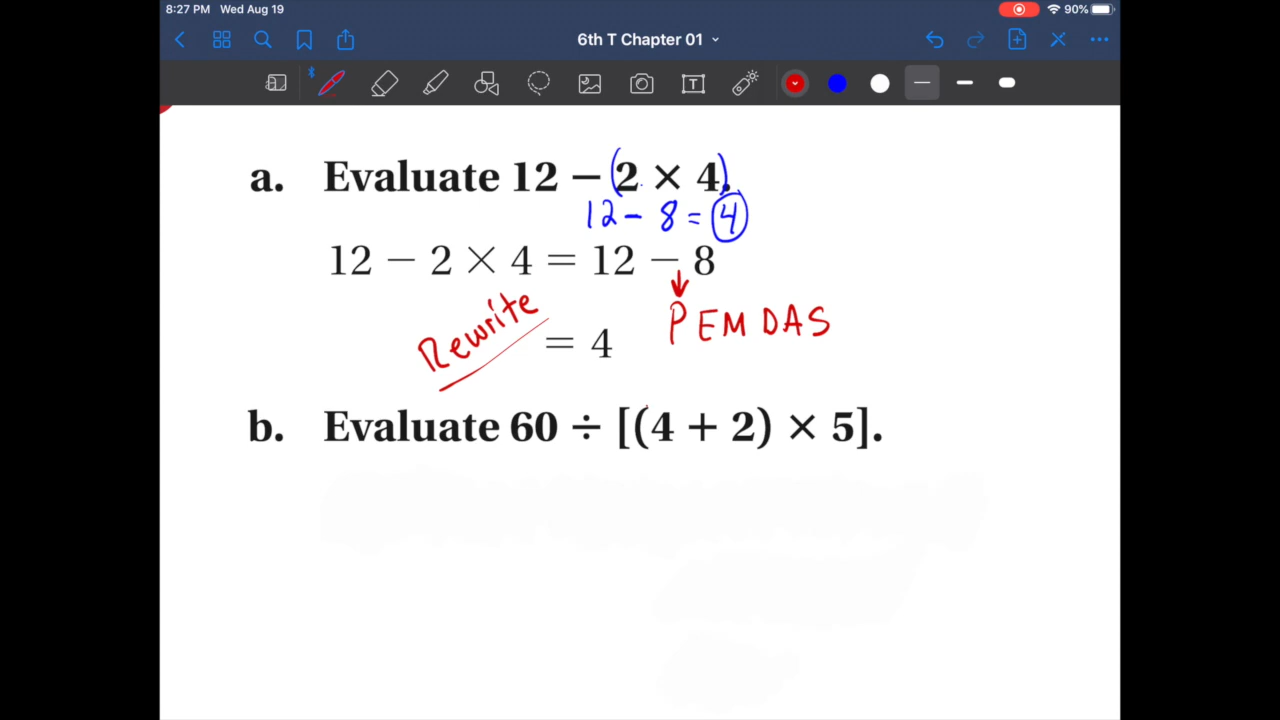 8:27 PM Wed Aug 19
90%
6th T Chapter 01
T
a. Evaluate 12 − (2 × 4).
12 − 8 = 4
12 − 2 × 4 = 12 − 8
Rewrite
= 4
PEMDAS
b. Evaluate 60 ÷ [(4 + 2) × 5].